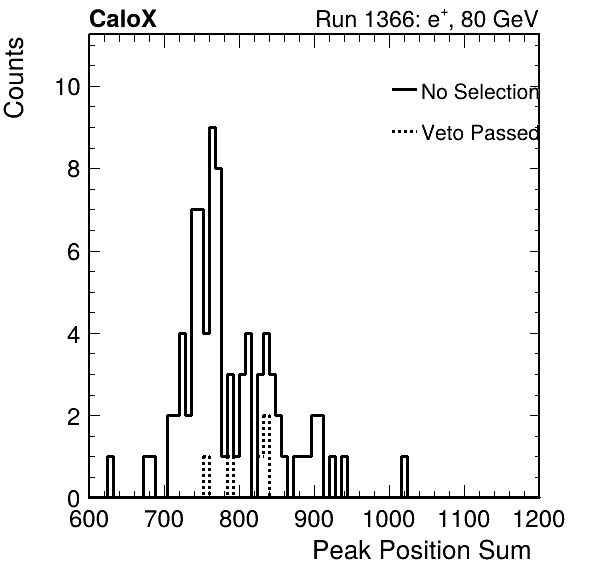 CaloX Run 1366: e⁺, 80 GeV
Counts
No Selection
Veto Passed
10
8
6
4
2
0
600 700 800 900 1000 1100 1200
Peak Position Sum